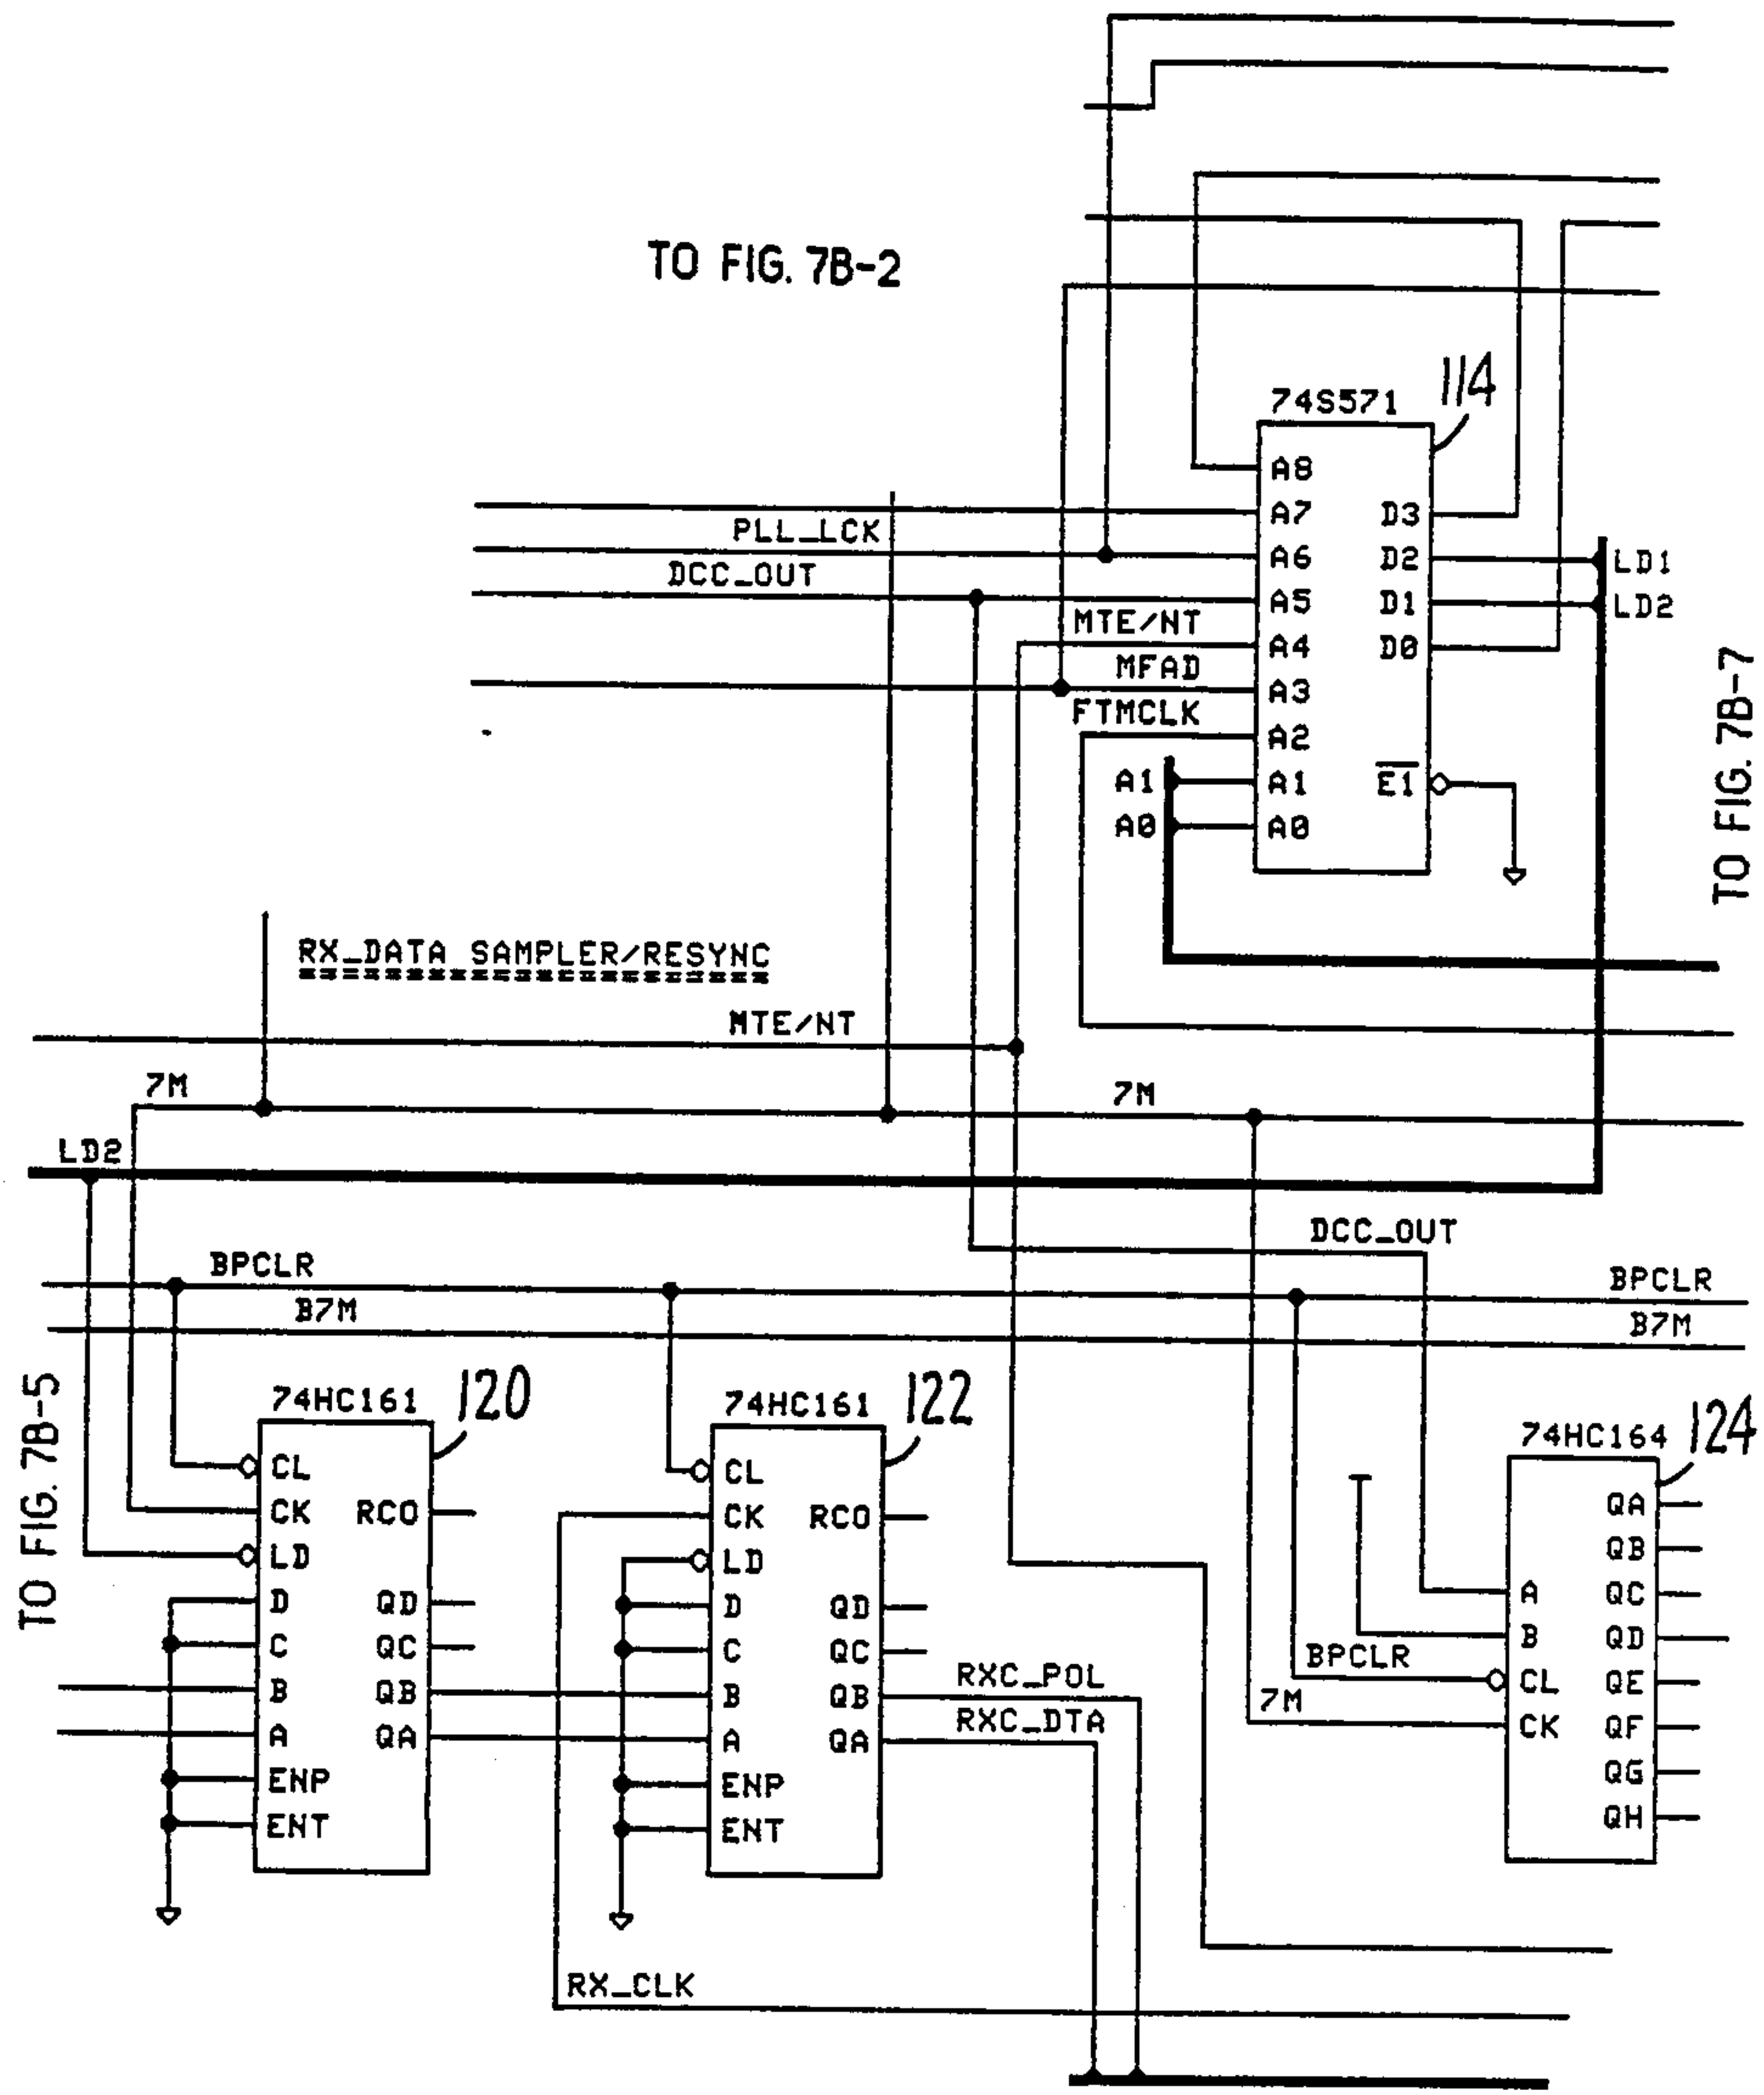 TO FIG. 7B-2
114
74S571
A8
A7
PLL_LCK
D3
A6
D2
LD1
DCC_OUT
A5
D1
LD2
MTE/NT
A4
D0
MFAD
A3
FTMCLK
A2
A1
A1
E1
A0
A0
TO FIG. 7B-7
RX_DATA SAMPLER/RESYNC
MTE/NT
7M
7M
LD2
DCC_OUT
BPCLR
BPCLR
B7M
B7M
TO FIG. 7B-5
74HC161
120
CL
CK
RCO
LD
D
QD
C
QC
B
QB
A
QA
ENP
ENT
74HC161
122
CL
CK
RCO
LD
D
QD
C
QC
B
QB
RXC_POL
A
QA
RXC_DTA
ENP
ENT
74HC164
124
QA
QB
A
QC
B
QD
BPCLR
CL
QE
7M
CK
QF
QG
QH
RX_CLK